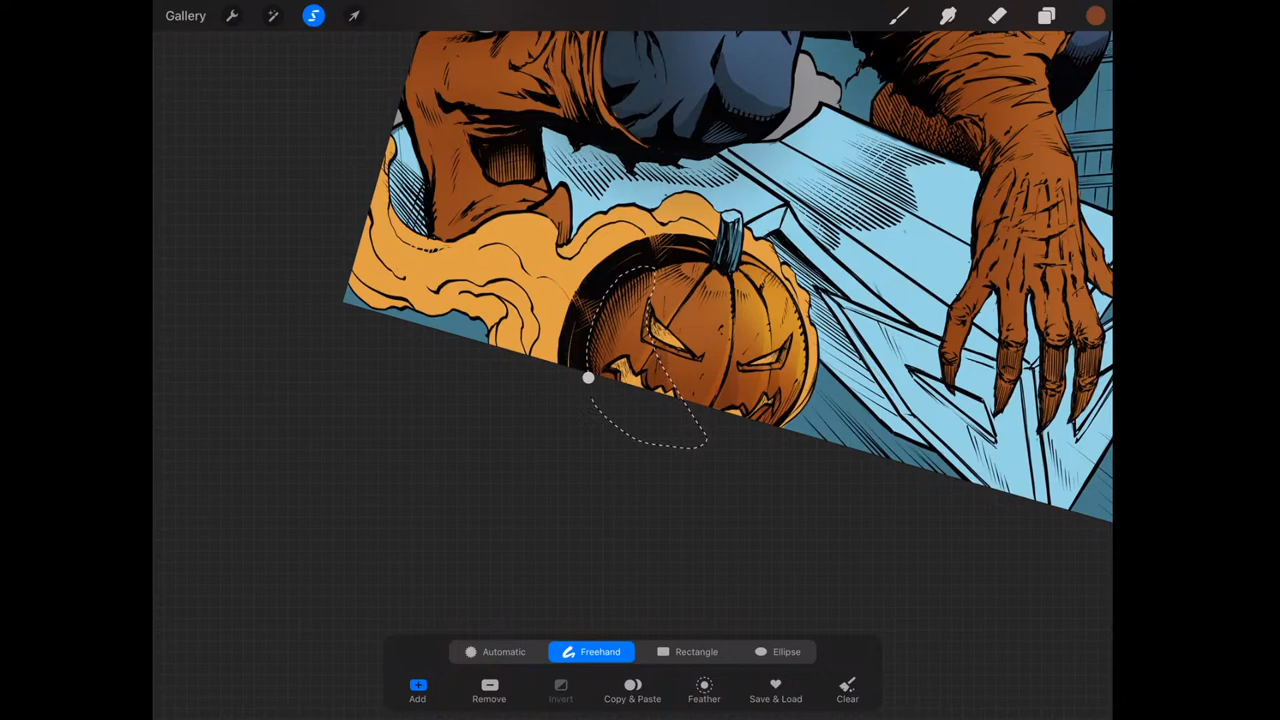 Gallery
Automatic Freehand Rectangle Ellipse
Add Remove Invert Copy & Paste Feather Save & Load Clear